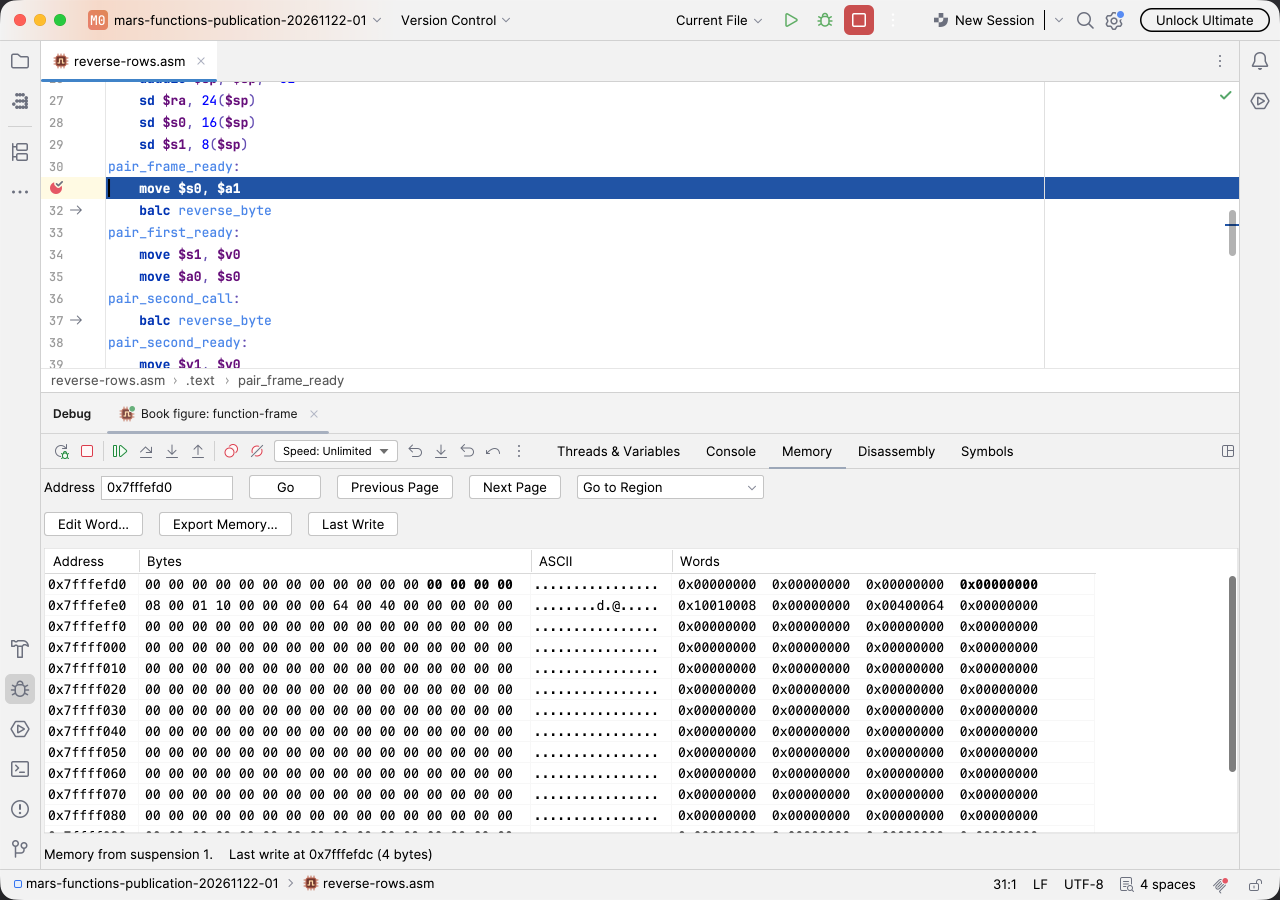 M0 mars-functions-publication-20261122-01 Version Control Current File New Session Unlock Ultimate
reverse-rows.asm
27 sd $ra, 24($sp)
28 sd $s0, 16($sp)
29 sd $s1, 8($sp)
30 pair_frame_ready:
move $s0, $a1
32 balc reverse_byte
33 pair_first_ready:
34 move $s1, $v0
35 move $a0, $s0
36 pair_second_call:
37 balc reverse_byte
38 pair_second_ready:
39 move $v1, $v0
reverse-rows.asm › .text › pair_frame_ready
Debug Book figure: function-frame
Speed: Unlimited Threads & Variables Console Memory Disassembly Symbols
Address 0x7fffefd0 Go Previous Page Next Page Go to Region
Edit Word... Export Memory... Last Write
Address Bytes ASCII Words
0x7fffefd0 00 00 00 00 00 00 00 00 00 00 00 00 00 00 00 00 ................ 0x00000000 0x00000000 0x00000000 0x00000000
0x7fffefe0 08 00 01 10 00 00 00 00 64 00 40 00 00 00 00 00 ........d.@..... 0x10010008 0x00000000 0x00400064 0x00000000
0x7fffeff0 00 00 00 00 00 00 00 00 00 00 00 00 00 00 00 00 ................ 0x00000000 0x00000000 0x00000000 0x00000000
0x7ffff000 00 00 00 00 00 00 00 00 00 00 00 00 00 00 00 00 ................ 0x00000000 0x00000000 0x00000000 0x00000000
0x7ffff010 00 00 00 00 00 00 00 00 00 00 00 00 00 00 00 00 ................ 0x00000000 0x00000000 0x00000000 0x00000000
0x7ffff020 00 00 00 00 00 00 00 00 00 00 00 00 00 00 00 00 ................ 0x00000000 0x00000000 0x00000000 0x00000000
0x7ffff030 00 00 00 00 00 00 00 00 00 00 00 00 00 00 00 00 ................ 0x00000000 0x00000000 0x00000000 0x00000000
0x7ffff040 00 00 00 00 00 00 00 00 00 00 00 00 00 00 00 00 ................ 0x00000000 0x00000000 0x00000000 0x00000000
0x7ffff050 00 00 00 00 00 00 00 00 00 00 00 00 00 00 00 00 ................ 0x00000000 0x00000000 0x00000000 0x00000000
0x7ffff060 00 00 00 00 00 00 00 00 00 00 00 00 00 00 00 00 ................ 0x00000000 0x00000000 0x00000000 0x00000000
0x7ffff070 00 00 00 00 00 00 00 00 00 00 00 00 00 00 00 00 ................ 0x00000000 0x00000000 0x00000000 0x00000000
0x7ffff080 00 00 00 00 00 00 00 00 00 00 00 00 00 00 00 00 ................ 0x00000000 0x00000000 0x00000000 0x00000000
Memory from suspension 1. Last write at 0x7fffefdc (4 bytes)
mars-functions-publication-20261122-01 › reverse-rows.asm 31:1 LF UTF-8 4 spaces